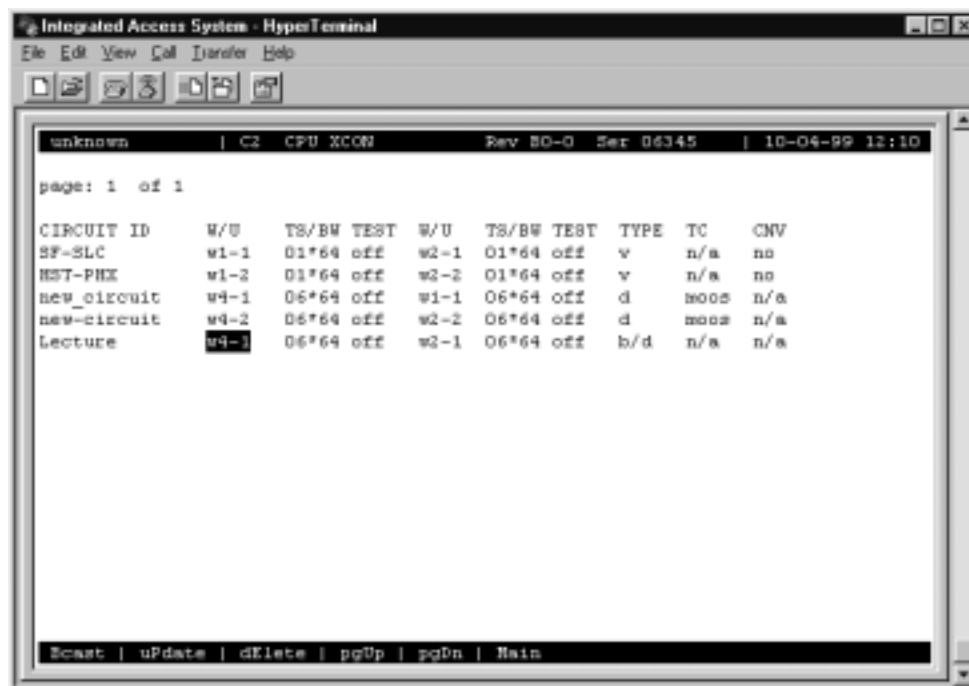 Integrated Access System - HyperTerminal
File Edit View Call Transfer Help
unknown | C2 CPU XCON Rev B0-0 Ser 06345 | 10-04-99 12:10
page: 1 of 1
CIRCUIT ID W/U TS/BW TEST W/U TS/BW TEST TYPE TC CNV
SF-SLC w1-1 01*64 off w2-1 01*64 off v n/a no
HST-PHX w1-2 01*64 off w2-2 01*64 off v n/a no
new_circuit w4-1 06*64 off w1-1 06*64 off d moos n/a
new-circuit w4-2 06*64 off w2-2 06*64 off d moos n/a
Lecture w4-1 06*64 off w2-1 06*64 off b/d n/a n/a
Bcast | uPdate | dElete | pgUp | pgDn | Main